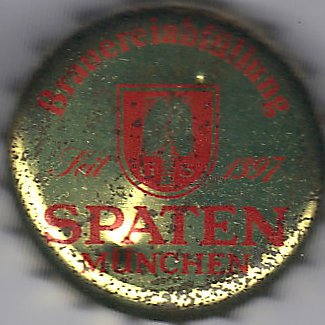 Brauereiabfüllung
Seit 1397
G S
SPATEN
MÜNCHEN